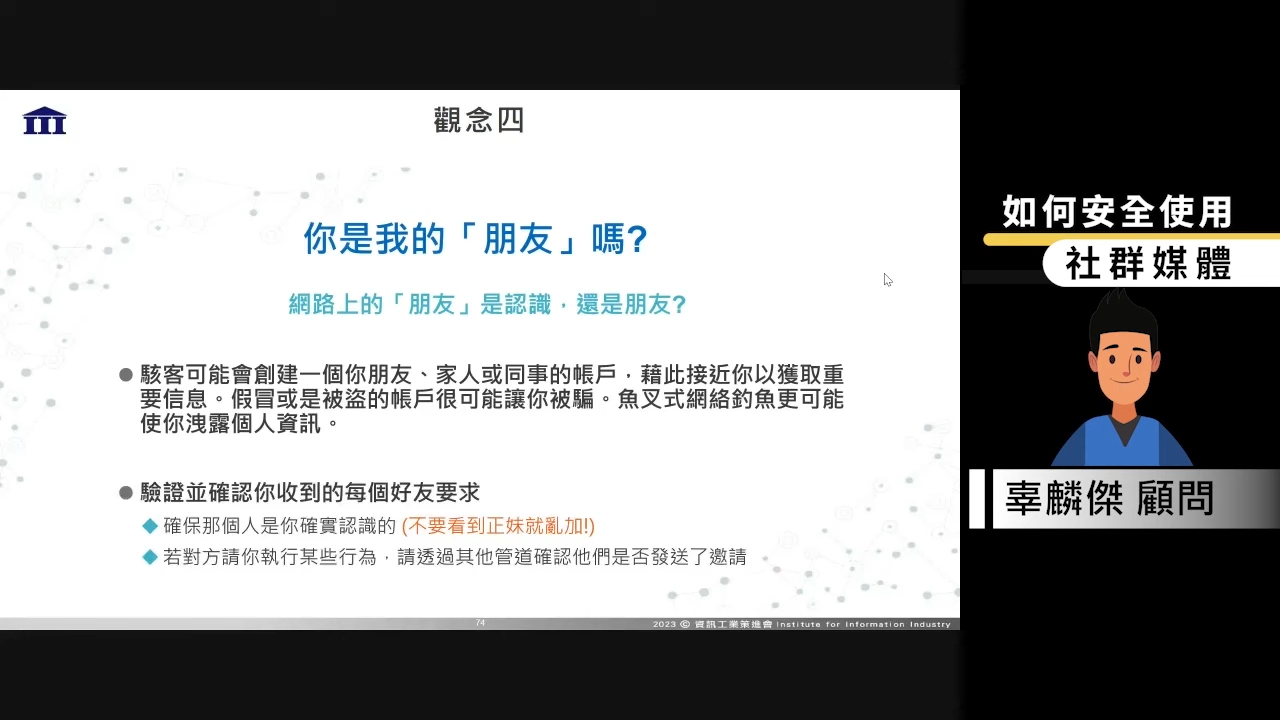 觀念四
你是我的「朋友」嗎?
網路上的「朋友」是認識，還是朋友?
駭客可能會創建一個你朋友、家人或同事的帳戶，藉此接近你以獲取重
要信息。假冒或是被盜的帳戶很可能讓你被騙。魚叉式網絡釣魚更可能
使你洩露個人資訊。
驗證並確認你收到的每個好友要求
確保那個人是你確實認識的 (不要看到正妹就亂加!)
若對方請你執行某些行為，請透過其他管道確認他們是否發送了邀請
74
2023 © 資訊工業策進會 Institute for Information Industry
如何安全使用
社群媒體
辜麟傑 顧問